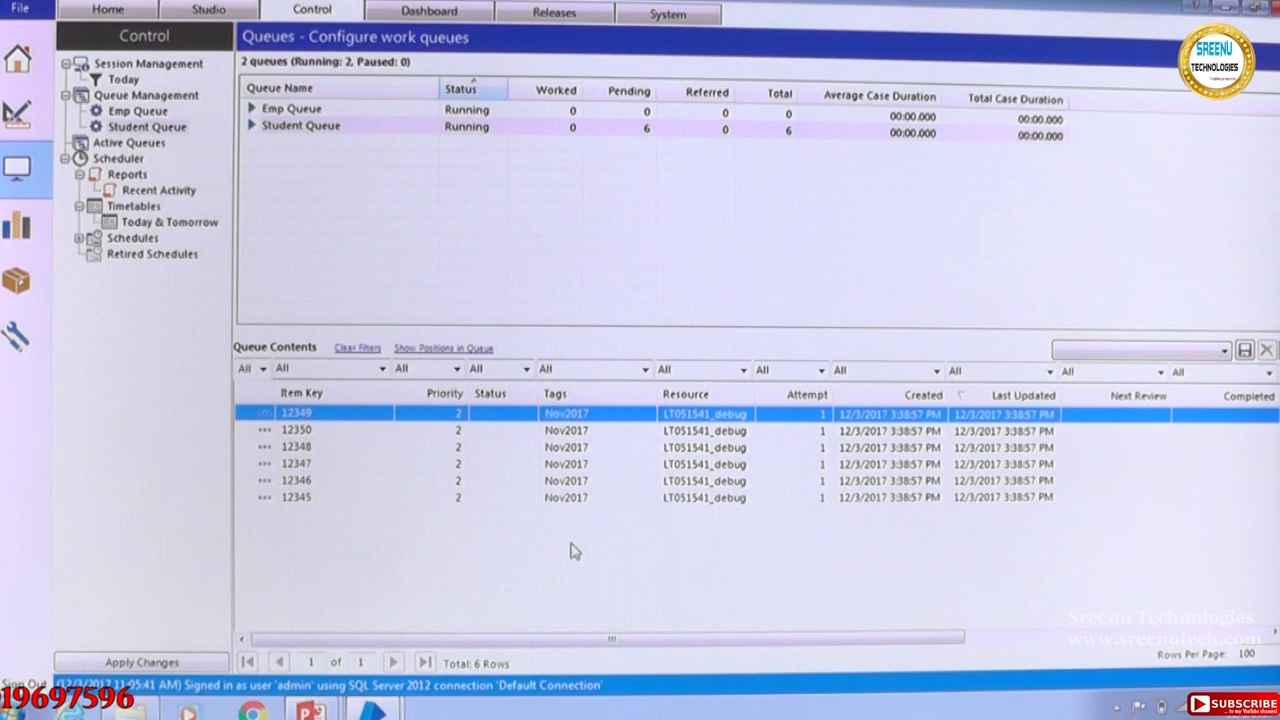 File Home Studio Control Dashboard Releases System
Control
Queues - Configure work queues
SREENU
TECHNOLOGIES
2 queues (Running: 2, Paused: 0)
Session Management
Today
Queue Management
Emp Queue
Student Queue
Active Queues
Scheduler
Reports
Recent Activity
Timetables
Today & Tomorrow
Schedules
Retired Schedules
Queue Name Status Worked Pending Referred Total Average Case Duration Total Case Duration
Emp Queue Running 0 0 0 0 00:00.000 00:00.000
Student Queue Running 0 6 0 6 00:00.000 00:00.000
Queue Contents Clear Filters Show Positions in Queue
All All All All All All All All All All All
Item Key Priority Status Tags Resource Attempt Created Last Updated Next Review Completed
12349 2 Nov2017 LT051541_debug 1 12/3/2017 3:38:57 PM 12/3/2017 3:38:57 PM
12350 2 Nov2017 LT051541_debug 1 12/3/2017 3:38:57 PM 12/3/2017 3:38:57 PM
12348 2 Nov2017 LT051541_debug 1 12/3/2017 3:38:57 PM 12/3/2017 3:38:57 PM
12347 2 Nov2017 LT051541_debug 1 12/3/2017 3:38:57 PM 12/3/2017 3:38:57 PM
12346 2 Nov2017 LT051541_debug 1 12/3/2017 3:38:57 PM 12/3/2017 3:38:57 PM
12345 2 Nov2017 LT051541_debug 1 12/3/2017 3:38:57 PM 12/3/2017 3:38:57 PM
Sreenu Technologies
www.sreenutech.com
Apply Changes 1 of 1 Total: 6 Rows Rows Per Page: 100
Sign Out (12/3/2017 11:05:41 AM) Signed in as user 'admin' using SQL Server 2012 connection 'Default Connection'
19697596
SUBSCRIBE
to my YouTube channel